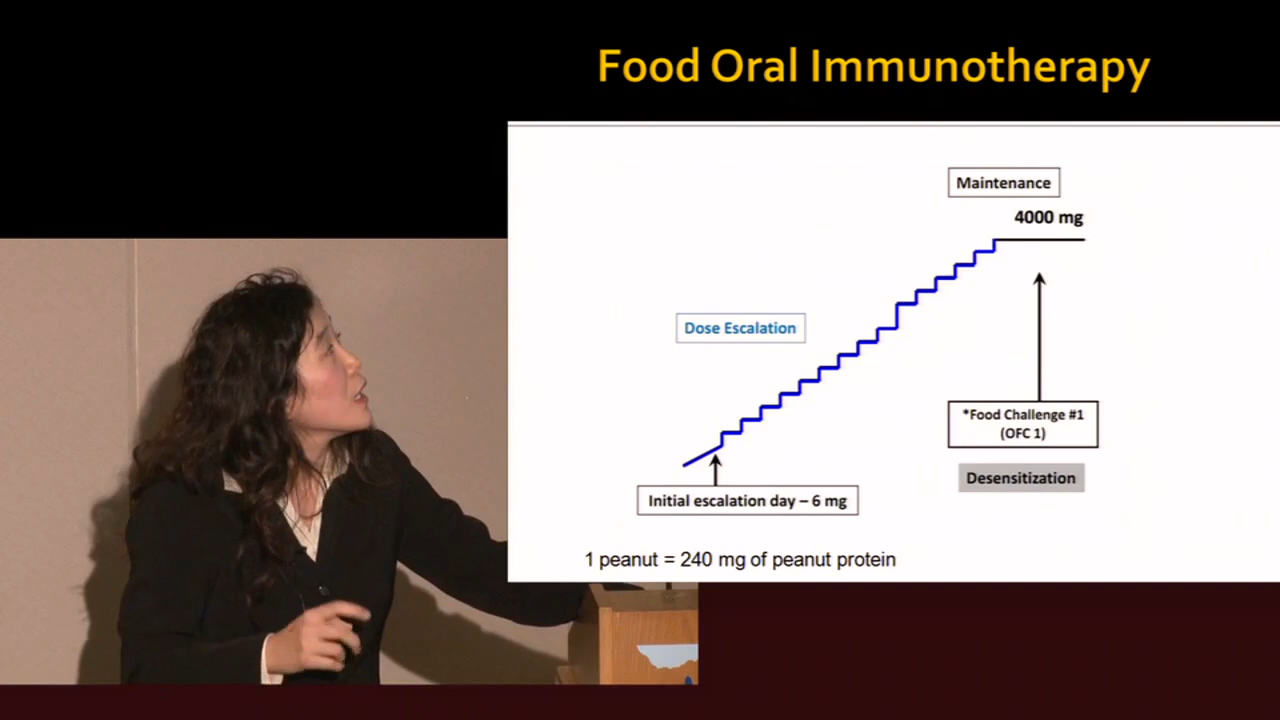 Food Oral Immunotherapy
Maintenance
4000 mg
Dose Escalation
*Food Challenge #1
(OFC 1)
Desensitization
Initial escalation day – 6 mg
1 peanut = 240 mg of peanut protein